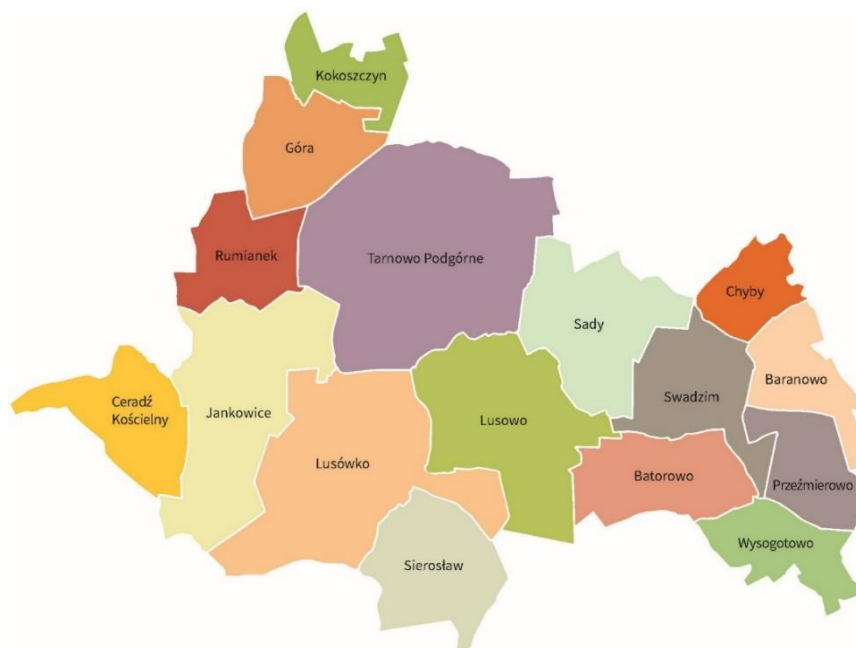 Kokoszczyn
Góra
Rumianek
Tarnowo Podgórne
Chyby
Sady
Baranowo
Ceradź
Kościelny
Jankowice
Swadzim
Lusowo
Lusówko
Batorowo
Przeźmierowo
Wysogotowo
Sierosław